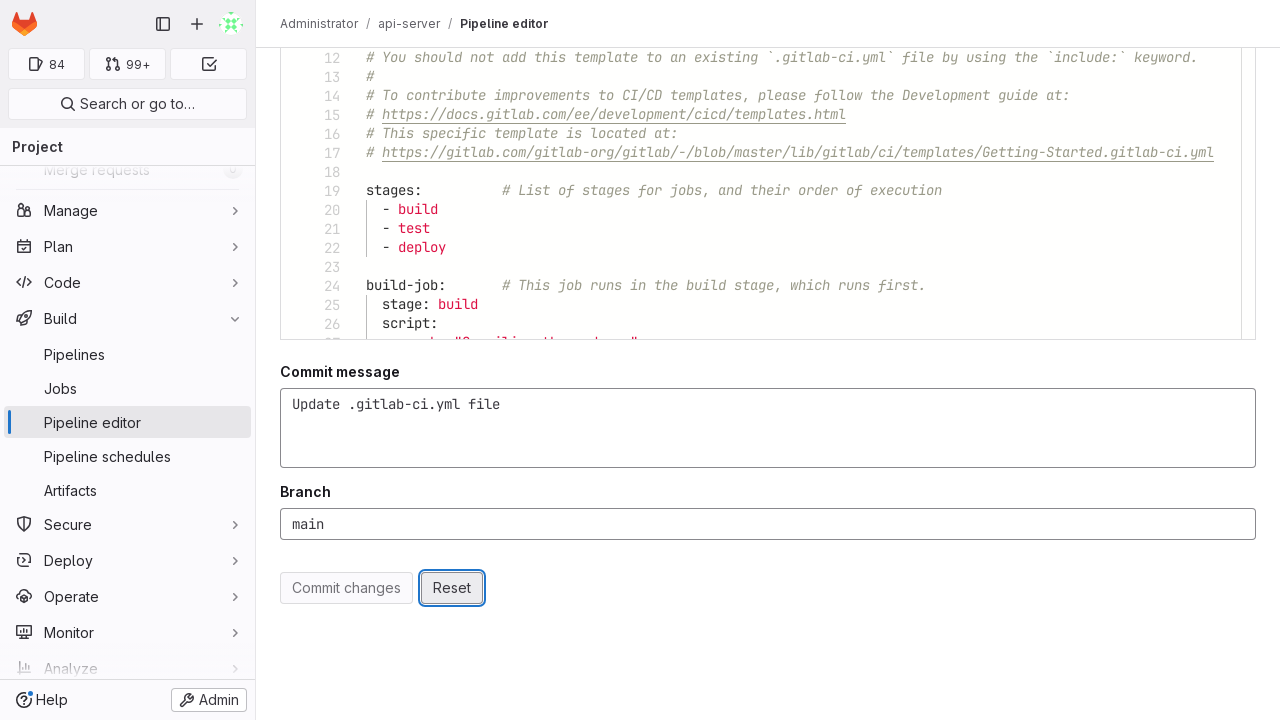 Administrator / api-server / Pipeline editor
84
99+
Search or go to…
Project
Merge requests
Manage
Plan
Code
Build
Pipelines
Jobs
Pipeline editor
Pipeline schedules
Artifacts
Secure
Deploy
Operate
Monitor
Analyze
Help
Admin
12 # You should not add this template to an existing `.gitlab-ci.yml` file by using the `include:` keyword.
13 #
14 # To contribute improvements to CI/CD templates, please follow the Development guide at:
15 # https://docs.gitlab.com/ee/development/cicd/templates.html
16 # This specific template is located at:
17 # https://gitlab.com/gitlab-org/gitlab/-/blob/master/lib/gitlab/ci/templates/Getting-Started.gitlab-ci.yml
18
19 stages: # List of stages for jobs, and their order of execution
20 - build
21 - test
22 - deploy
23
24 build-job: # This job runs in the build stage, which runs first.
25 stage: build
26 script:
Commit message
Update .gitlab-ci.yml file
Branch
main
Commit changes
Reset